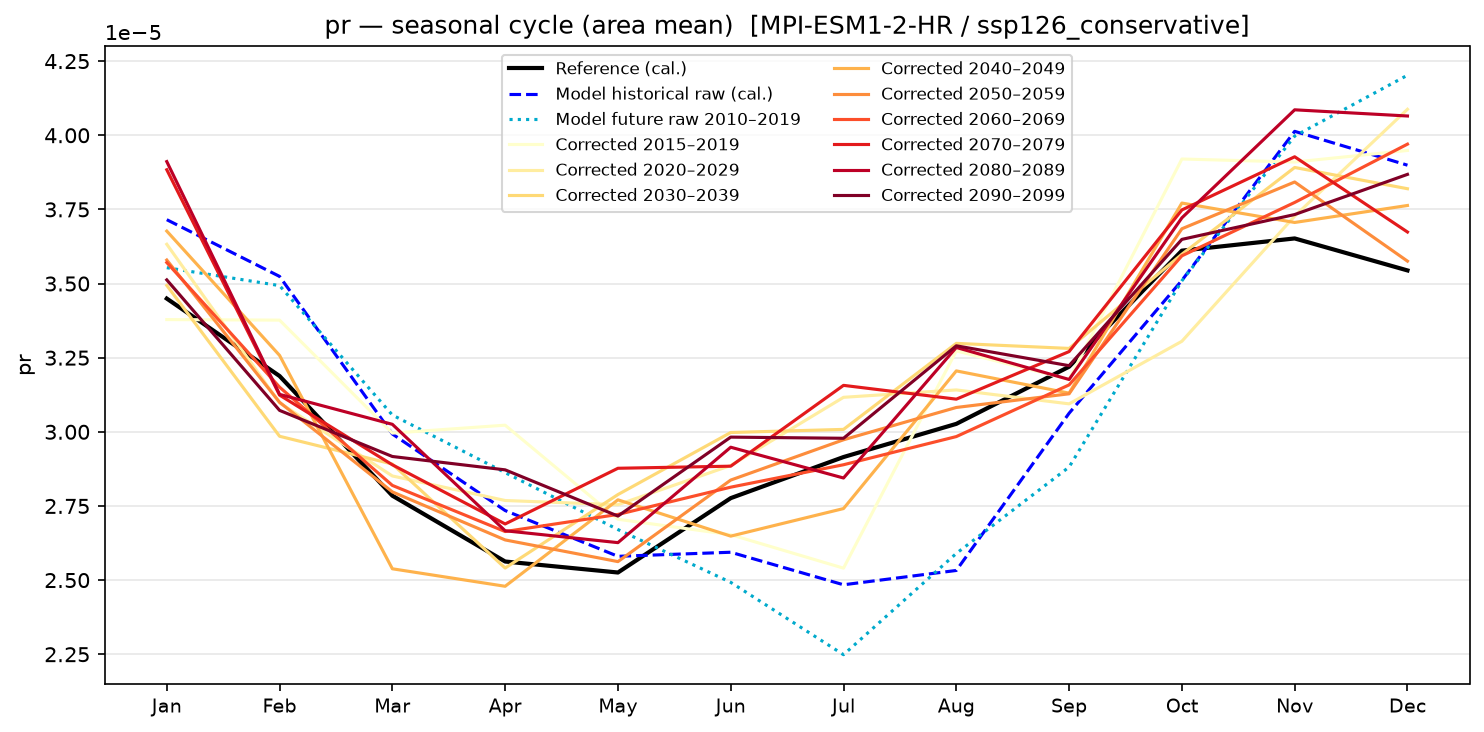 pr — seasonal cycle (area mean)  [MPI-ESM1-2-HR / ssp126_conservative]
1e−5
4.25
4.00
3.75
3.50
3.25
3.00
2.75
2.50
2.25
pr
Reference (cal.)
Model historical raw (cal.)
Model future raw 2010–2019
Corrected 2015–2019
Corrected 2020–2029
Corrected 2030–2039
Corrected 2040–2049
Corrected 2050–2059
Corrected 2060–2069
Corrected 2070–2079
Corrected 2080–2089
Corrected 2090–2099
Jan Feb Mar Apr May Jun Jul Aug Sep Oct Nov Dec